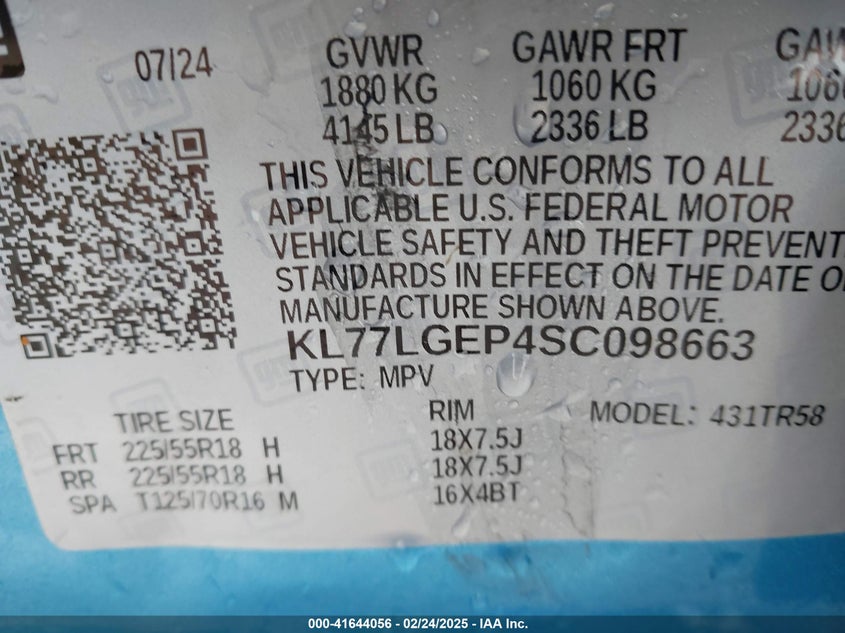 07/24
GVWR GAWR FRT GAW
1880 KG 1060 KG 1060
4145 LB 2336 LB 2336
THIS VEHICLE CONFORMS TO ALL
APPLICABLE U.S. FEDERAL MOTOR
VEHICLE SAFETY AND THEFT PREVENT
STANDARDS IN EFFECT ON THE DATE O
MANUFACTURE SHOWN ABOVE.
KL77LGEP4SC098663
TYPE: MPV
TIRE SIZE RIM MODEL: 431TR58
FRT 225/55R18 H 18X7.5J
RR 225/55R18 H 18X7.5J
SPA T125/70R16 M 16X4BT
000-41644056 - 02/24/2025 - IAA Inc.